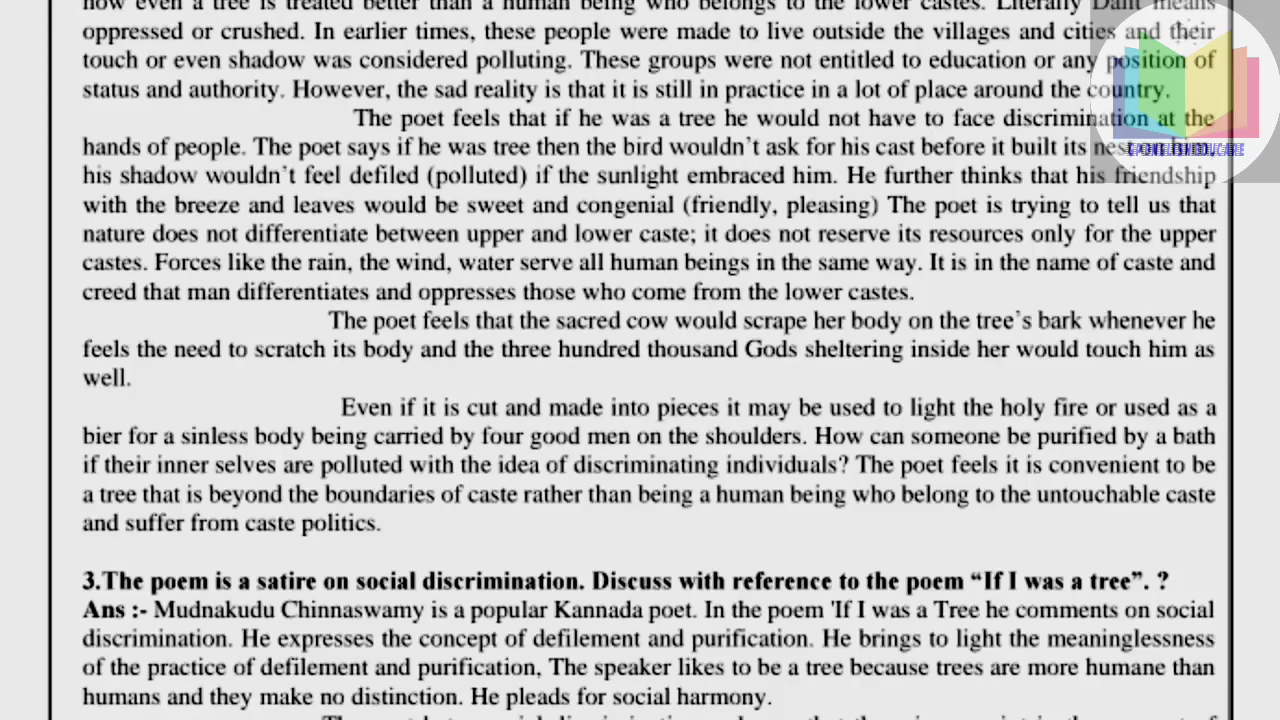 how even a tree is treated better than a human being who belongs to the lower castes. Literally Dalit means
oppressed or crushed. In earlier times, these people were made to live outside the villages and cities and their
touch or even shadow was considered polluting. These groups were not entitled to education or any position of
status and authority. However, the sad reality is that it is still in practice in a lot of place around the country.
The poet feels that if he was a tree he would not have to face discrimination at the
hands of people. The poet says if he was tree then the bird wouldn't ask for his cast before it built its nest on him,
his shadow wouldn't feel defiled (polluted) if the sunlight embraced him. He further thinks that his friendship
with the breeze and leaves would be sweet and congenial (friendly, pleasing) The poet is trying to tell us that
nature does not differentiate between upper and lower caste; it does not reserve its resources only for the upper
castes. Forces like the rain, the wind, water serve all human beings in the same way. It is in the name of caste and
creed that man differentiates and oppresses those who come from the lower castes.
The poet feels that the sacred cow would scrape her body on the tree's bark whenever he
feels the need to scratch its body and the three hundred thousand Gods sheltering inside her would touch him as
well.
Even if it is cut and made into pieces it may be used to light the holy fire or used as a
bier for a sinless body being carried by four good men on the shoulders. How can someone be purified by a bath
if their inner selves are polluted with the idea of discriminating individuals? The poet feels it is convenient to be
a tree that is beyond the boundaries of caste rather than being a human being who belong to the untouchable caste
and suffer from caste politics.
3.The poem is a satire on social discrimination. Discuss with reference to the poem “If I was a tree”. ?
Ans :- Mudnakudu Chinnaswamy is a popular Kannada poet. In the poem 'If I was a Tree he comments on social
discrimination. He expresses the concept of defilement and purification. He brings to light the meaninglessness
of the practice of defilement and purification, The speaker likes to be a tree because trees are more humane than
humans and they make no distinction. He pleads for social harmony.